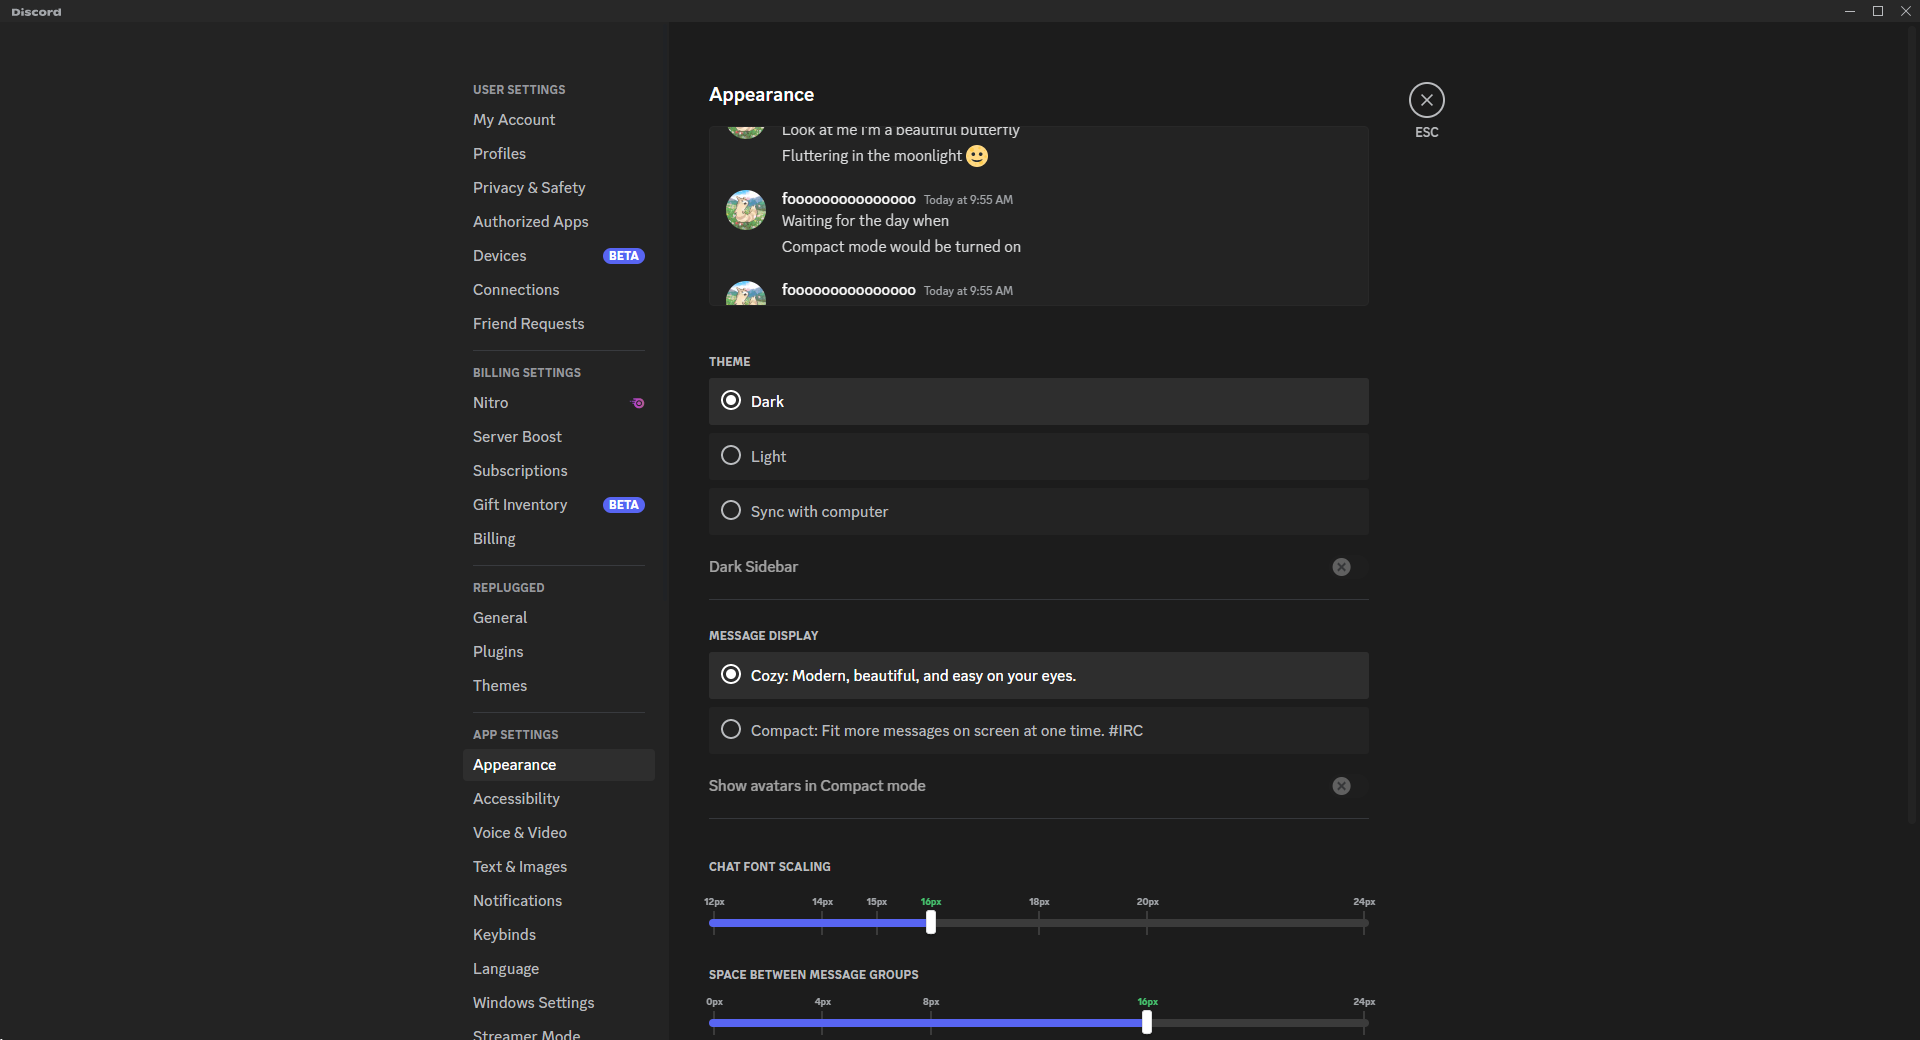 Discord
USER SETTINGS
My Account
Profiles
Privacy & Safety
Authorized Apps
Devices BETA
Connections
Friend Requests
BILLING SETTINGS
Nitro
Server Boost
Subscriptions
Gift Inventory BETA
Billing
REPLUGGED
General
Plugins
Themes
APP SETTINGS
Appearance
Accessibility
Voice & Video
Text & Images
Notifications
Keybinds
Language
Windows Settings
Streamer Mode
Appearance
ESC
Look at me I'm a beautiful butterfly
Fluttering in the moonlight
fooooooooooooooo Today at 9:55 AM
Waiting for the day when
Compact mode would be turned on
fooooooooooooooo Today at 9:55 AM
THEME
Dark
Light
Sync with computer
Dark Sidebar
MESSAGE DISPLAY
Cozy: Modern, beautiful, and easy on your eyes.
Compact: Fit more messages on screen at one time. #IRC
Show avatars in Compact mode
CHAT FONT SCALING
12px 14px 15px 16px 18px 20px 24px
SPACE BETWEEN MESSAGE GROUPS
0px 4px 8px 16px 24px